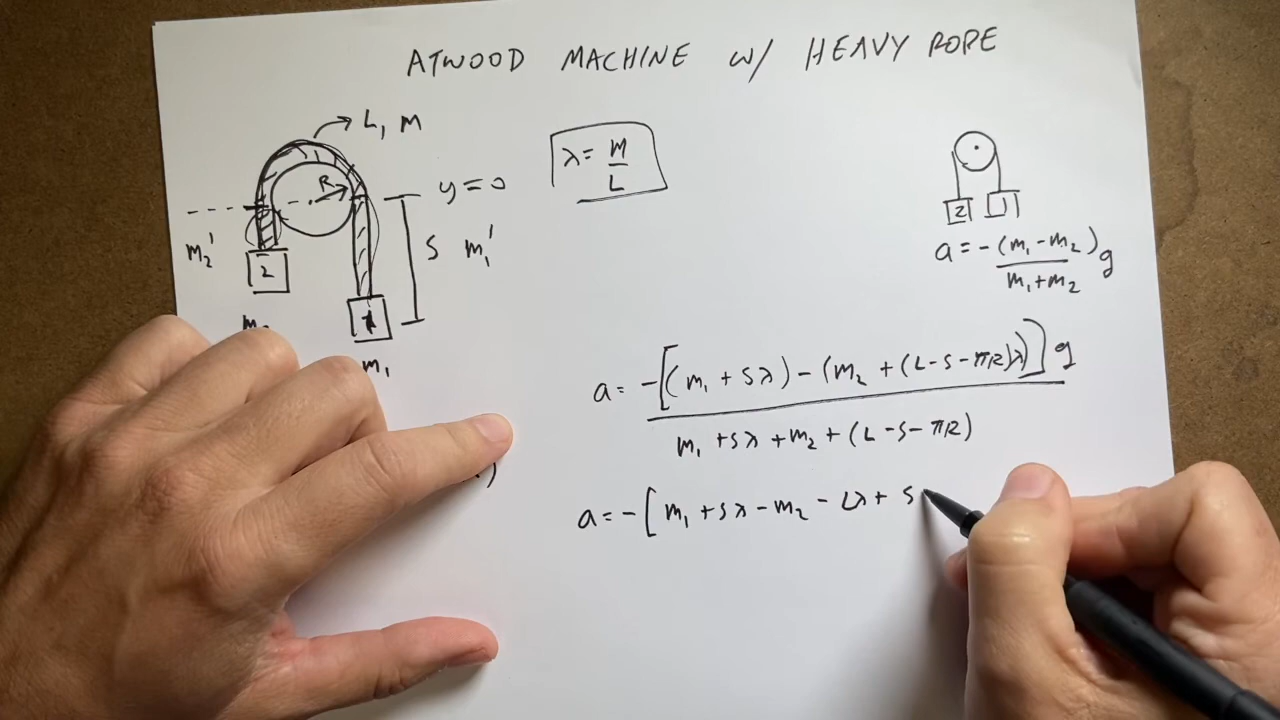 ATWOOD MACHINE w/ HEAVY ROPE
L, M
λ = M/L
R
y = 0
m₂'
S m₁'
2
1
m₁
2 1
a = -(m₁ - m₂)g / m₁ + m₂
a = -[(m₁ + Sλ) - (m₂ + (L - S - πR)λ)]g / m₁ + Sλ + m₂ + (L - S - πR)
a = -[m₁ + Sλ - m₂ - Lλ + S